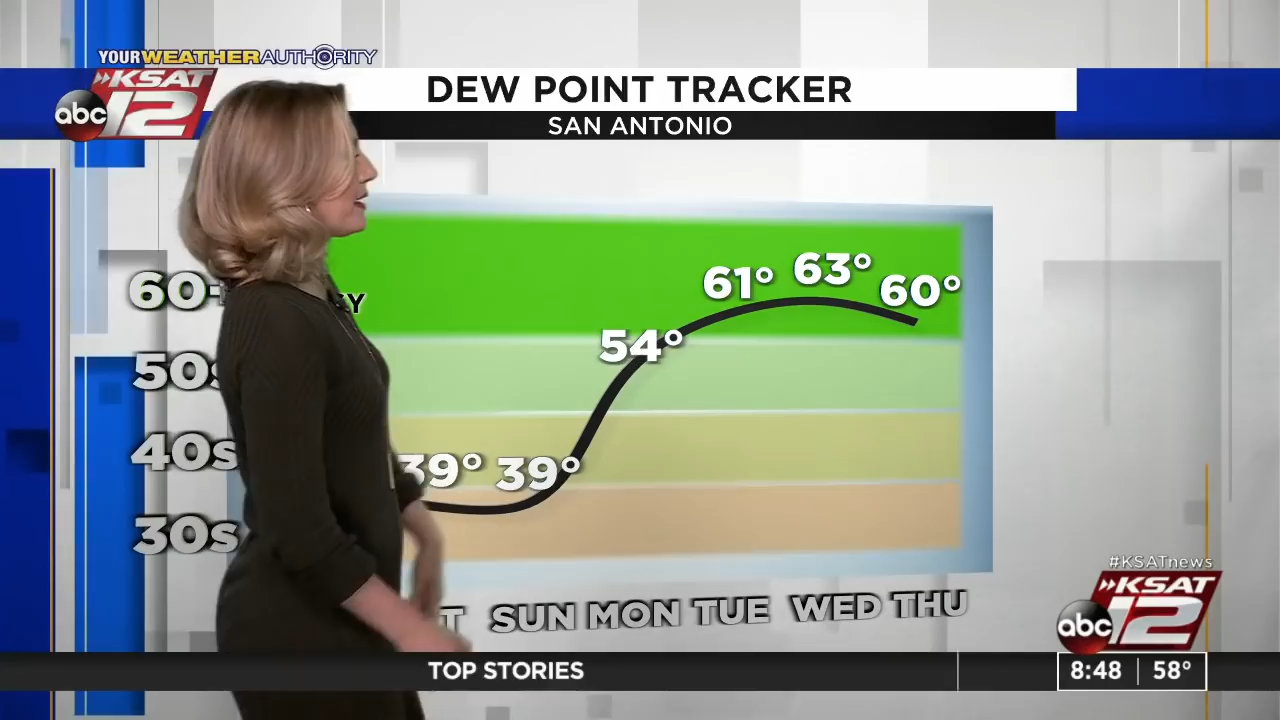 YOURWEATHERAUTHORITY
KSAT
abc 12
DEW POINT TRACKER
SAN ANTONIO
60+
50s
40s
30s
39° 39° 54° 61° 63° 60°
SUN MON TUE WED THU
#KSATnews
KSAT
abc 12
TOP STORIES
8:48 58°